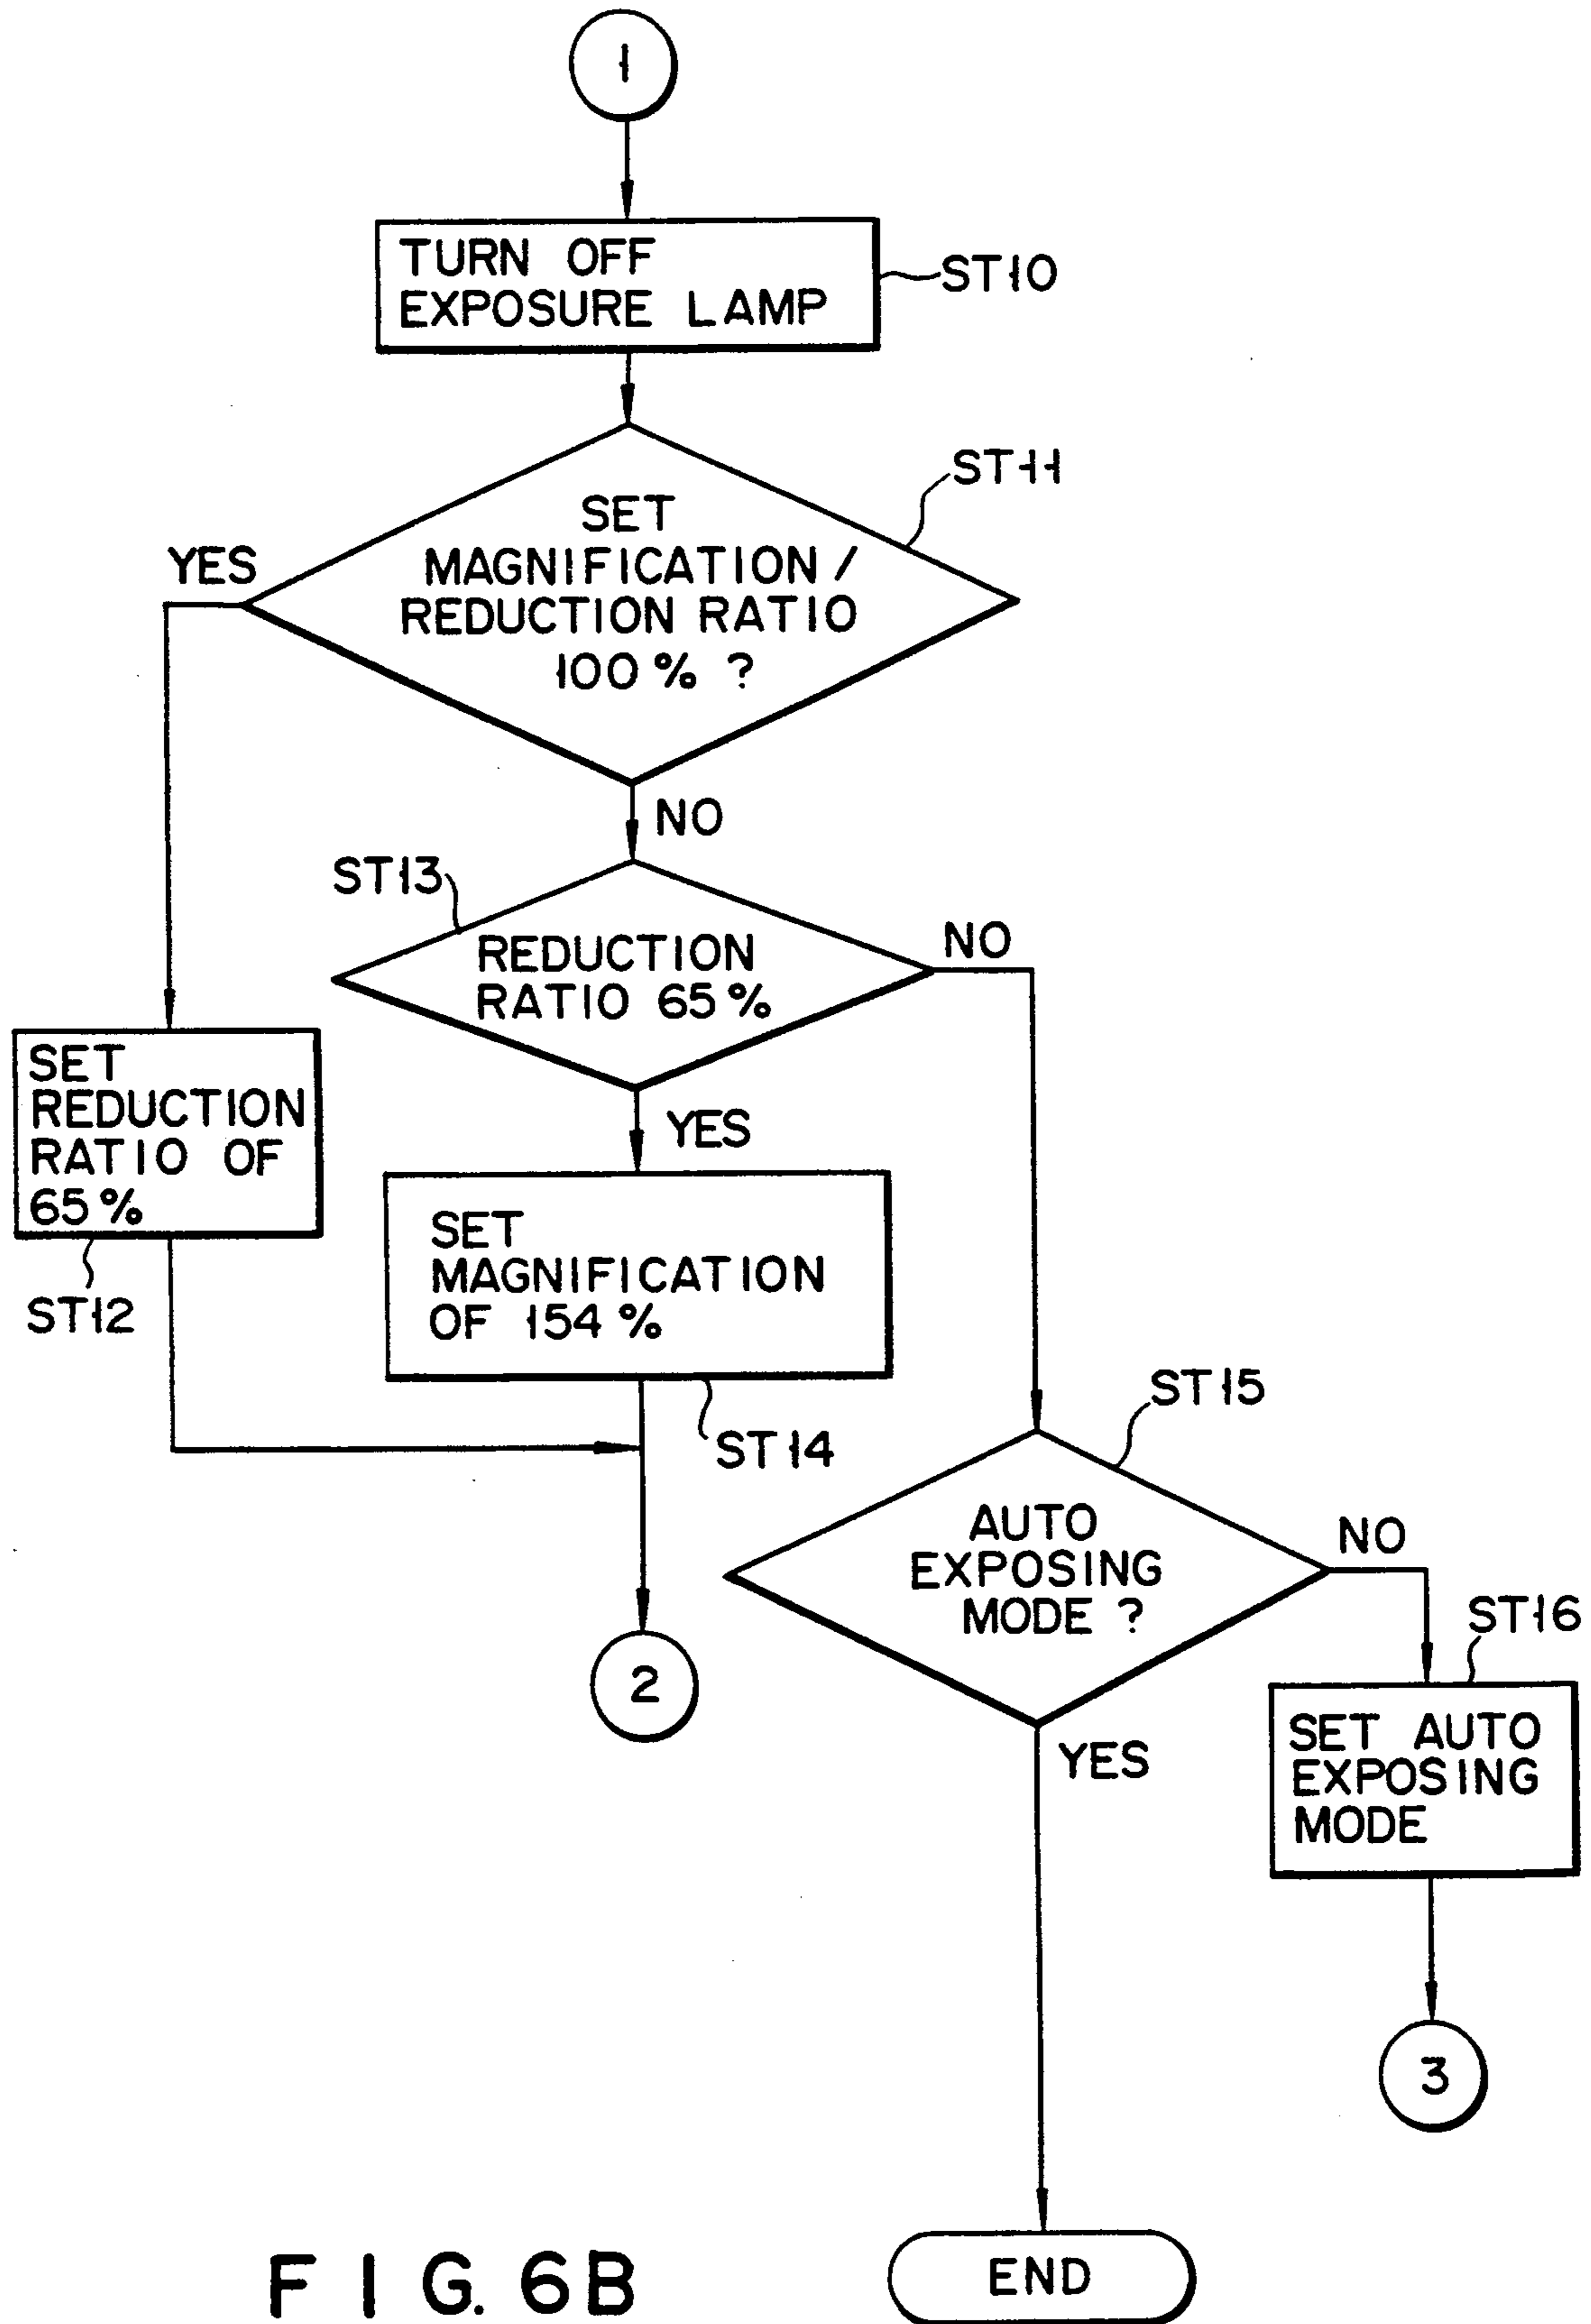 1
TURN OFF
EXPOSURE LAMP
ST10
ST11
SET
MAGNIFICATION /
REDUCTION RATIO
100% ?
YES
NO
ST13
REDUCTION
RATIO 65%
NO
YES
SET
REDUCTION
RATIO OF
65%
ST12
SET
MAGNIFICATION
OF 154%
ST14
2
ST15
AUTO
EXPOSING
MODE ?
NO
YES
ST16
SET AUTO
EXPOSING
MODE
3
END
FIG. 6B